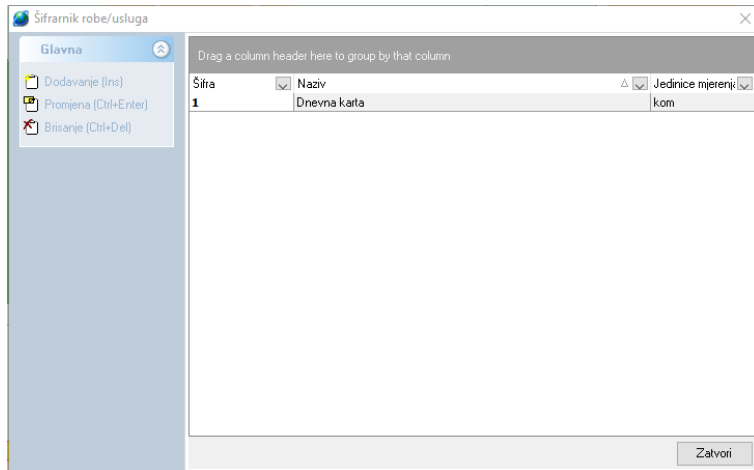 Šifrarnik robe/usluga
Glavna
Dodavanje (Ins)
Promjena (Ctrl+Enter)
Brisanje (Ctrl+Del)
Drag a column header here to group by that column
Šifra Naziv Jedinice mjerenja
1 Dnevna karta kom
Zatvori